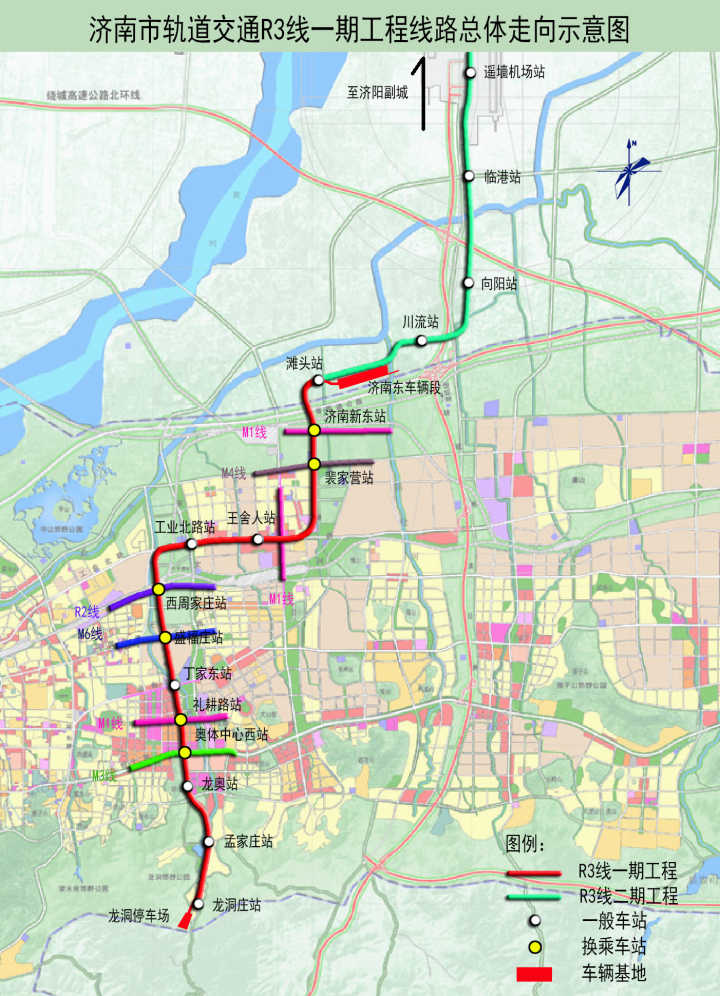 济南市轨道交通R3线一期工程线路总体走向示意图
绕城高速公路北环线
至济阳副城
遥墙机场站
N
临港站
向阳站
川流站
滩头站
济南东车辆段
济南新东站
M1线
M4线
裴家营站
王舍人站
工业北路站
M1线
R2线
西周家庄站
M6线
盛福庄站
丁家东站
礼耕路站
M1线
奥体中心西站
M3线
龙奥站
孟家庄站
龙洞庄站
龙洞停车场
图例：
R3线一期工程
R3线二期工程
一般车站
换乘车站
车辆基地